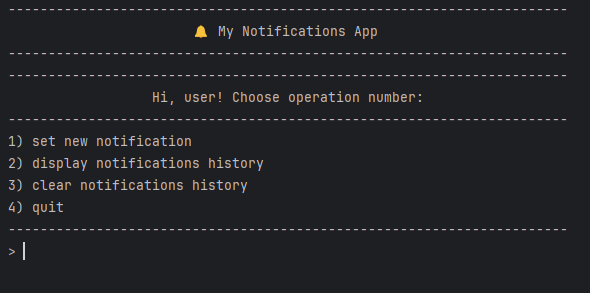 ----------------------------------------------------------------------
🔔 My Notifications App
----------------------------------------------------------------------
----------------------------------------------------------------------
Hi, user! Choose operation number:
----------------------------------------------------------------------
1) set new notification
2) display notifications history
3) clear notifications history
4) quit
----------------------------------------------------------------------
>